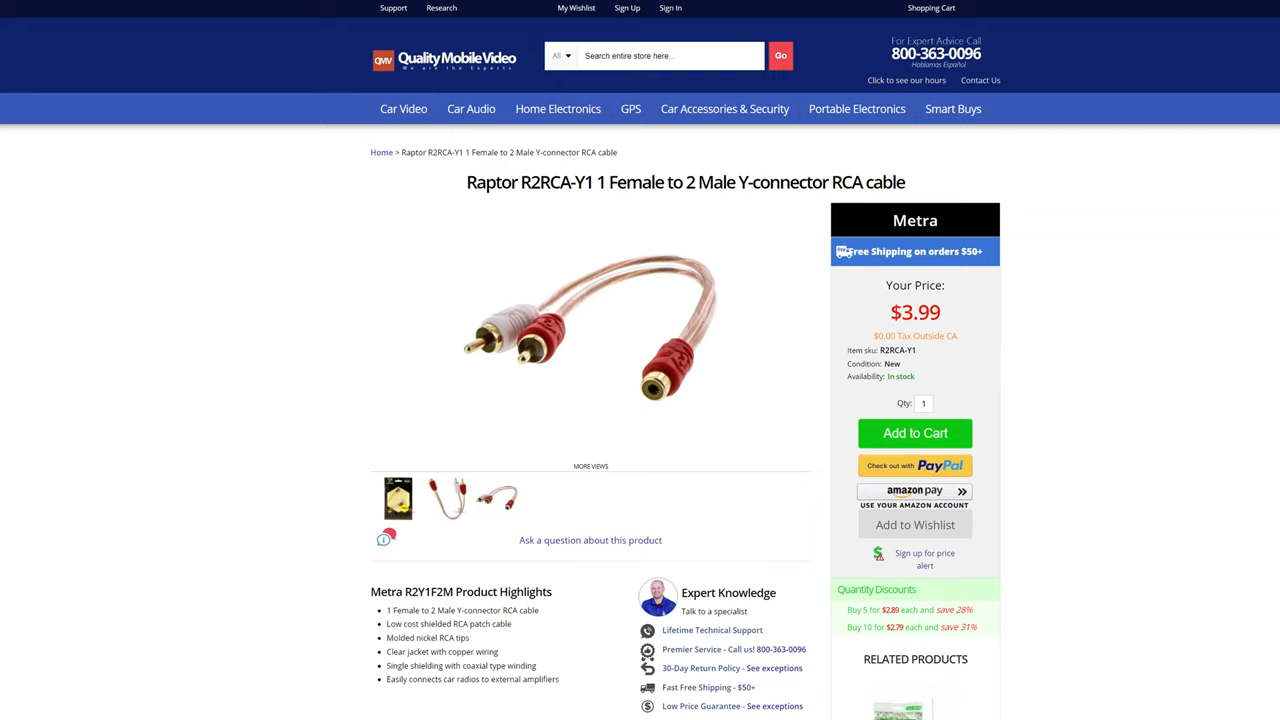 Support Research My Wishlist Sign Up Sign In Shopping Cart
QMV Quality Mobile Video
We are the Experts
All Search entire store here... Go
For Expert Advice Call
800-363-0096
Hablamos Español
Click to see our hours Contact Us
Car Video Car Audio Home Electronics GPS Car Accessories & Security Portable Electronics Smart Buys
Home > Raptor R2RCA-Y1 1 Female to 2 Male Y-connector RCA cable
Raptor R2RCA-Y1 1 Female to 2 Male Y-connector RCA cable
Metra
Free Shipping on orders $50+
Your Price:
$3.99
$0.00 Tax Outside CA
Item sku: R2RCA-Y1
Condition: New
Availability: In stock
Qty: 1
Add to Cart
Check out with PayPal
amazon pay
USE YOUR AMAZON ACCOUNT
Add to Wishlist
Sign up for price
alert
Quantity Discounts
Buy 5 for $2.89 each and save 28%
Buy 10 for $2.79 each and save 31%
RELATED PRODUCTS
MORE VIEWS
Ask a question about this product
Metra R2Y1F2M Product Highlights
1 Female to 2 Male Y-connector RCA cable
Low cost shielded RCA patch cable
Molded nickel RCA tips
Clear jacket with copper wiring
Single shielding with coaxial type winding
Easily connects car radios to external amplifiers
Expert Knowledge
Talk to a specialist
Lifetime Technical Support
Premier Service - Call us! 800-363-0096
30-Day Return Policy - See exceptions
Fast Free Shipping - $50+
Low Price Guarantee - See exceptions